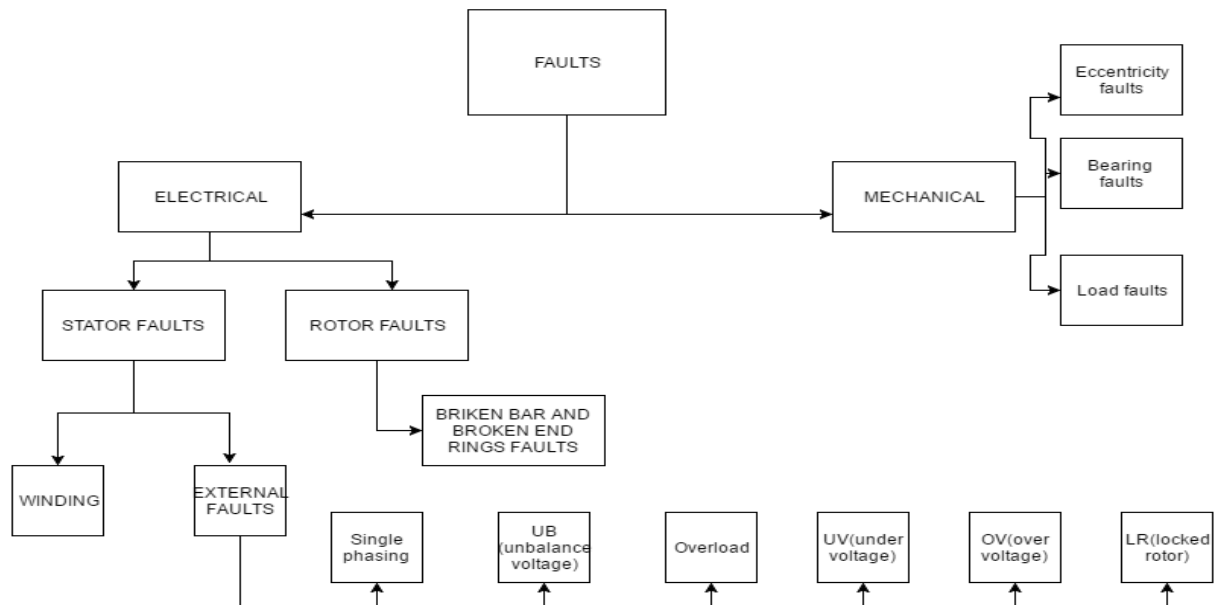 FAULTS
Eccentricity
faults
Bearing
faults
ELECTRICAL
MECHANICAL
Load faults
STATOR FAULTS
ROTOR FAULTS
BRIKEN BAR AND
BROKEN END
RINGS FAULTS
WINDING
EXTERNAL
FAULTS
Single
phasing
UB
(unbalance
voltage)
Overload
UV(under
voltage)
OV(over
voltage)
LR(locked
rotor)